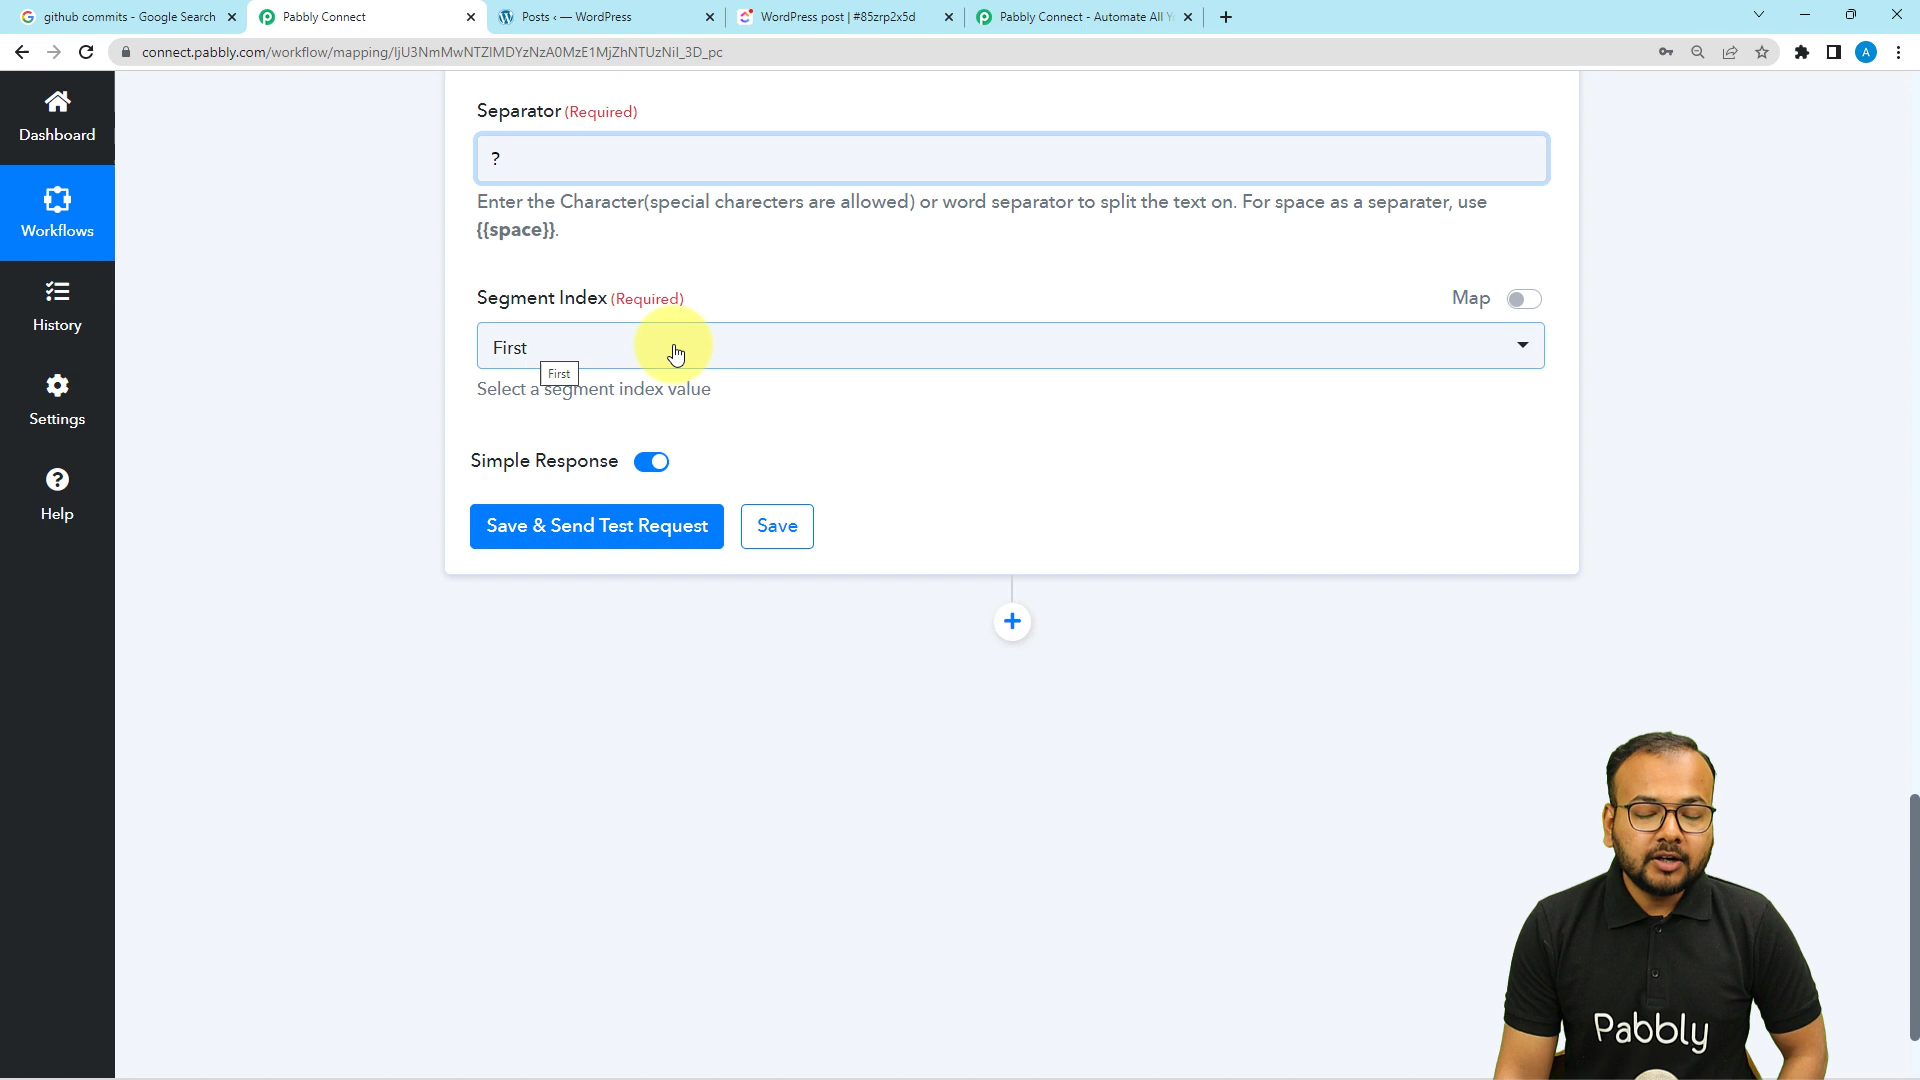 github commits - Google Search
Pabbly Connect
Posts ‹ — WordPress
WordPress post | #85zrp2x5d
Pabbly Connect - Automate All Y
connect.pabbly.com/workflow/mapping/IjU3NmMwNTZlMDYzNzA0MzE1MjZhNTUzNiI_3D_pc
A
Dashboard
Workflows
History
Settings
Help
Separator (Required)
?
Enter the Character(special charecters are allowed) or word separator to split the text on. For space as a separater, use
{{space}}.
Segment Index (Required)
Map
First
First
Select a segment index value
Simple Response
Save & Send Test Request
Save
Pabbly